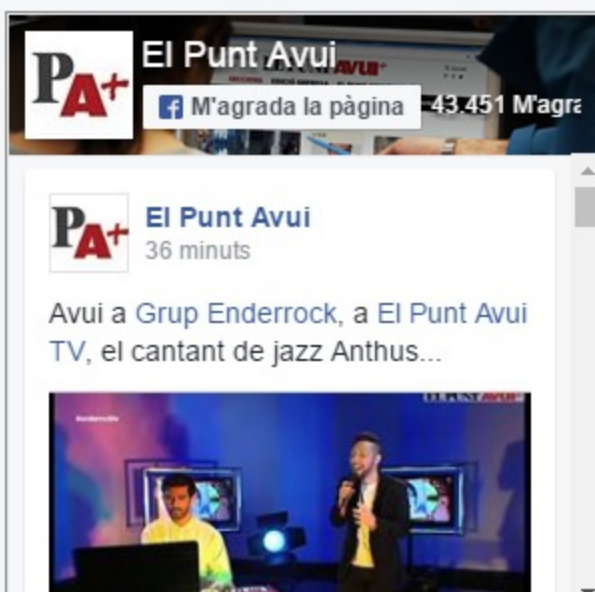 PA+
El Punt Avui
M'agrada la pàgina
43.451 M'agra
PA+
El Punt Avui
36 minuts
Avui a Grup Enderrock, a El Punt Avui
TV, el cantant de jazz Anthus...
EL PUNT AVUI+